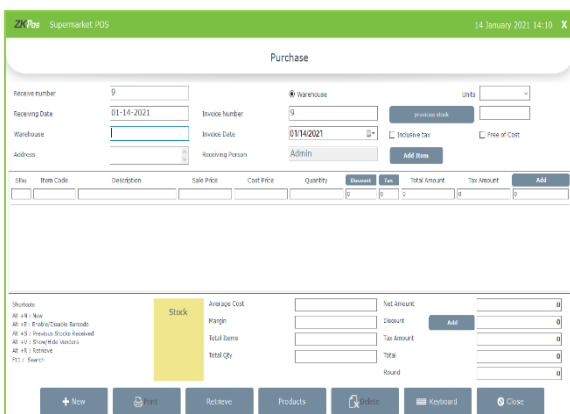 ZKPos Supermarket POS 14 January 2021 14:10 X
Purchase
Receive number 9 Warehouse Units
Receiving Date 01-14-2021 Invoice Number 9 previous stock
Warehouse Invoice Date 01/14/2021 Inclusive tax Free of Cost
Address Receiving Person Admin Add Item
Slno Item Code Description Sale Price Cost Price Quantity Discount Tax Total Amount Tax Amount Add
0 0 0 0 0
Shortcuts
Alt +N : New
Alt +B : Enable/Disable Barcode
Alt +S : Previous Stocks Received
Alt +V : Show/Hide Vendors
Alt +R : Retrieve
F11 : Search
Stock
Average Cost
Margin
Total Items
Total Qty
Net Amount 0
Discount Add 0
Tax Amount 0
Total 0
Round 0
New Print Retrieve Products Delete Keyboard Close